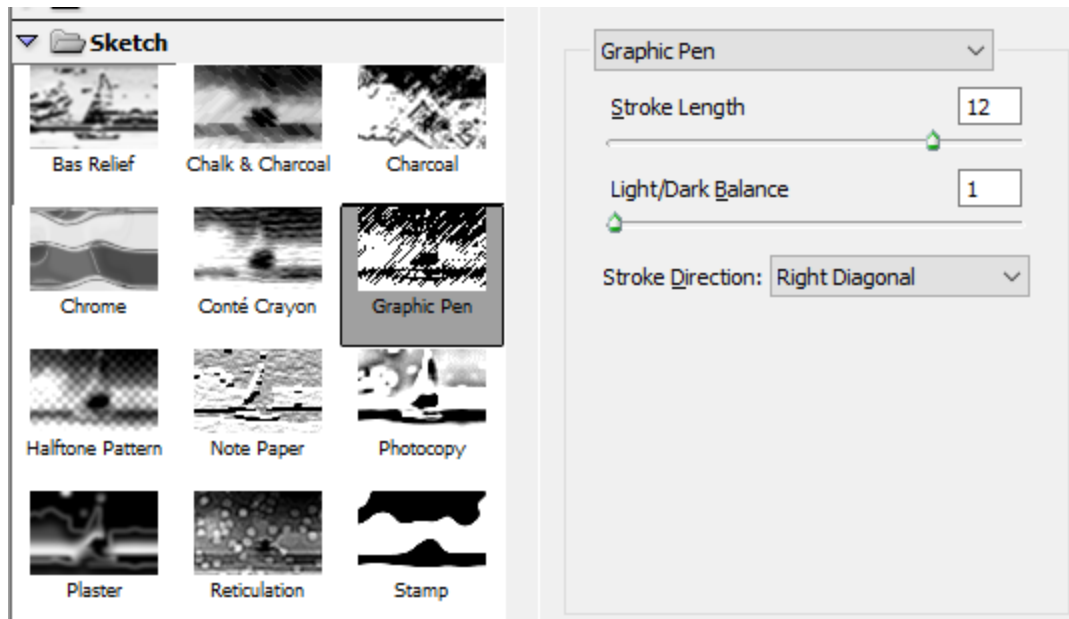 Sketch
Bas Relief
Chalk & Charcoal
Charcoal
Chrome
Conté Crayon
Graphic Pen
Halftone Pattern
Note Paper
Photocopy
Plaster
Reticulation
Stamp
Graphic Pen
Stroke Length
12
Light/Dark Balance
1
Stroke Direction: Right Diagonal